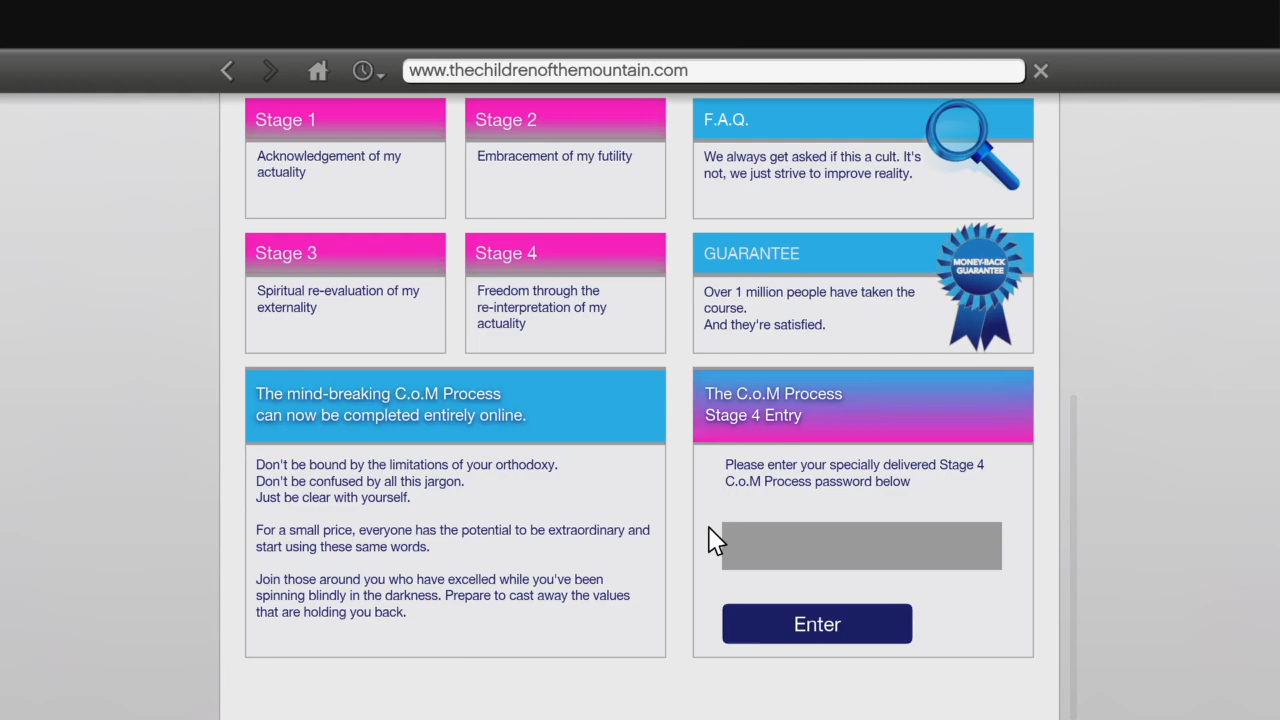 www.thechildrenofthemountain.com
Stage 1
Acknowledgement of my
actuality
Stage 2
Embracement of my futility
F.A.Q.
We always get asked if this a cult. It's
not, we just strive to improve reality.
Stage 3
Spiritual re-evaluation of my
externality
Stage 4
Freedom through the
re-interpretation of my
actuality
GUARANTEE
MONEY-BACK
GUARANTEE
Over 1 million people have taken the
course.
And they're satisfied.
The mind-breaking C.o.M Process
can now be completed entirely online.
Don't be bound by the limitations of your orthodoxy.
Don't be confused by all this jargon.
Just be clear with yourself.
For a small price, everyone has the potential to be extraordinary and
start using these same words.
Join those around you who have excelled while you've been
spinning blindly in the darkness. Prepare to cast away the values
that are holding you back.
The C.o.M Process
Stage 4 Entry
Please enter your specially delivered Stage 4
C.o.M Process password below
Enter